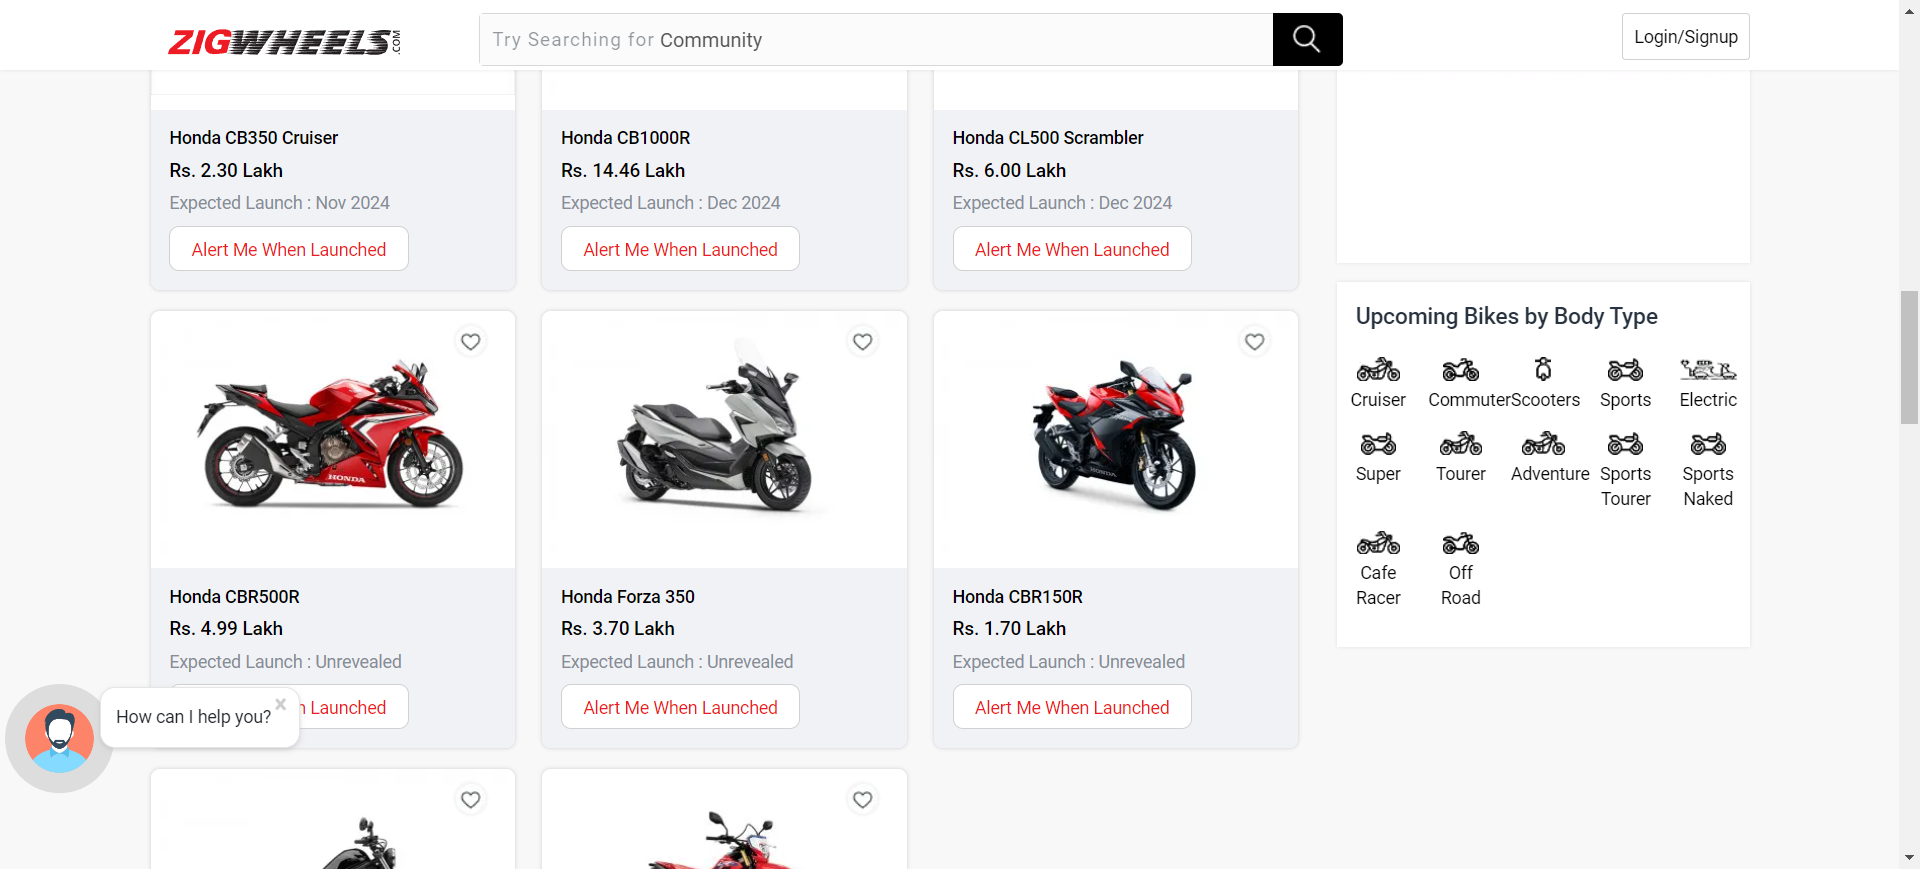 ZIGWHEELS.COM
Try Searching for Community
Login/Signup
Honda CB350 Cruiser
Rs. 2.30 Lakh
Expected Launch : Nov 2024
Alert Me When Launched
Honda CB1000R
Rs. 14.46 Lakh
Expected Launch : Dec 2024
Alert Me When Launched
Honda CL500 Scrambler
Rs. 6.00 Lakh
Expected Launch : Dec 2024
Alert Me When Launched
Upcoming Bikes by Body Type
Cruiser
Commuter
Scooters
Sports
Electric
Super
Tourer
Adventure
Sports
Tourer
Sports
Naked
Cafe
Racer
Off
Road
HONDA
HONDA
Honda CBR500R
Rs. 4.99 Lakh
Expected Launch : Unrevealed
Launched
Honda Forza 350
Rs. 3.70 Lakh
Expected Launch : Unrevealed
Alert Me When Launched
Honda CBR150R
Rs. 1.70 Lakh
Expected Launch : Unrevealed
Alert Me When Launched
How can I help you?